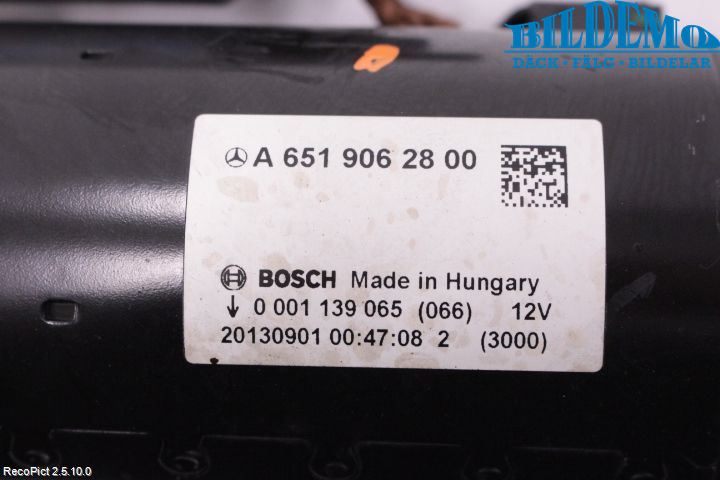 BILDEMO
DÄCK • FÄLG • BILDELAR
A 651 906 28 00
BOSCH Made in Hungary
↓ 0 001 139 065 (066) 12V
20130901 00:47:08 2 (3000)
RecoPict 2.5.10.0